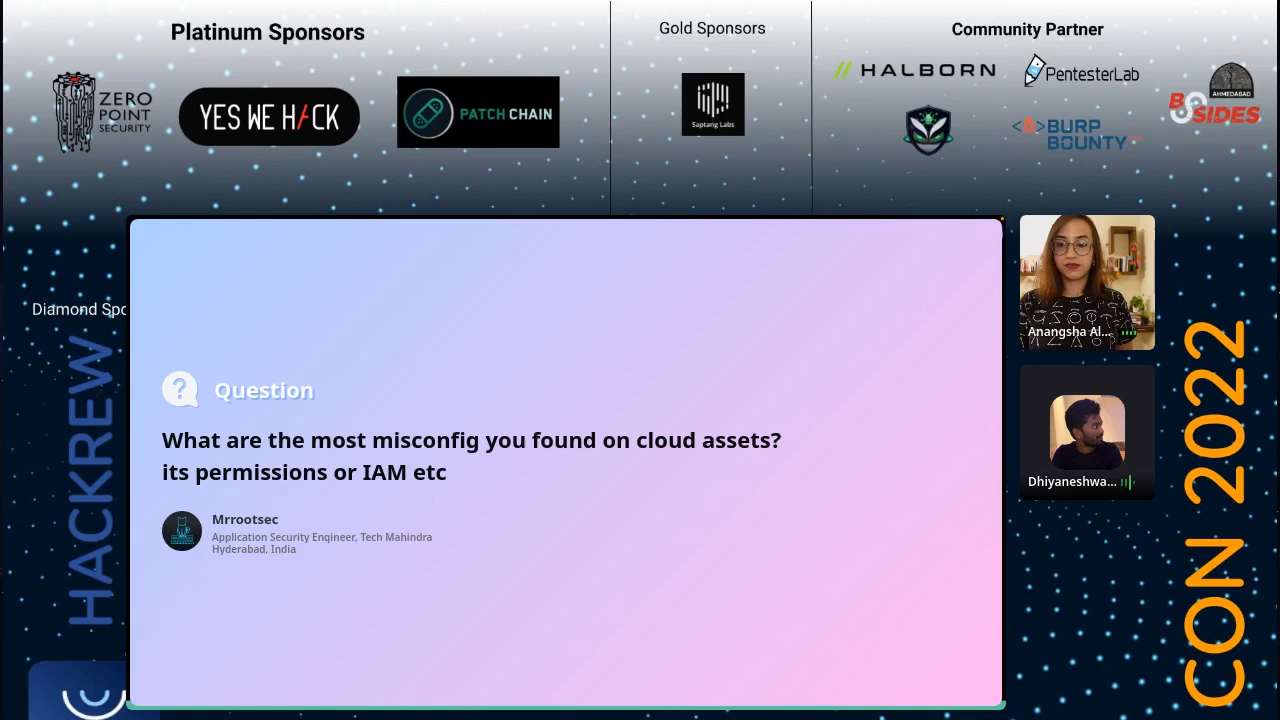 Platinum Sponsors
Gold Sponsors
Community Partner
ZERO
POINT
SECURITY
YES WE H/CK
PATCH CHAIN
Saptang Labs
// HALBORN
PentesterLab
AHMEDABAD
BSIDES
<>BURP
BOUNTY
Diamond Spo
HACKREW
CON 2022
Question
What are the most misconfig you found on cloud assets?
its permissions or IAM etc
Mrrootsec
Application Security Engineer, Tech Mahindra
Hyderabad, India
Anangsha Al...
Dhiyaneshwa...